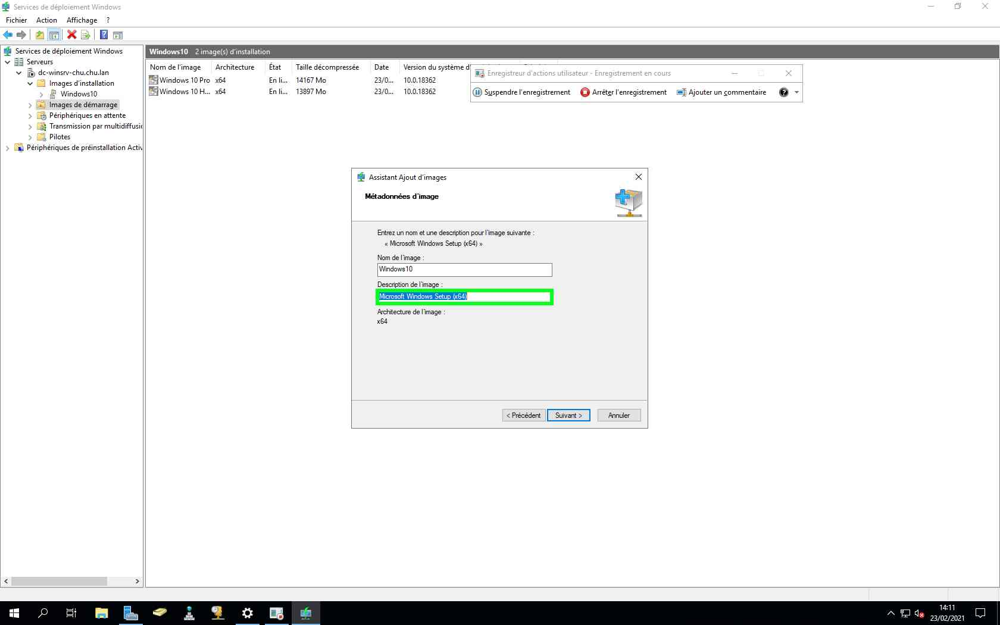 Services de déploiement Windows
Fichier Action Affichage ?
Services de déploiement Windows
Serveurs
dc-winsrv-chu.chu.lan
Images d'installation
Windows10
Images de démarrage
Périphériques en attente
Transmission par multidiffusio
Pilotes
Périphériques de préinstallation Activ
Windows10 2 image(s) d'installation
Nom de l'image Architecture État Taille décompressée Date Version du système d'
Windows 10 Pro x64 En li... 14167 Mo 23/0... 10.0.18362
Windows 10 H... x64 En li... 13897 Mo 23/0... 10.0.18362
Enregistreur d'actions utilisateur - Enregistrement en cours
Suspendre l'enregistrement Arrêter l'enregistrement Ajouter un commentaire
Assistant Ajout d'images
Métadonnées d'image
Entrez un nom et une description pour l'image suivante :
« Microsoft Windows Setup (x64) »
Nom de l'image :
Windows10
Description de l'image :
Microsoft Windows Setup (x64)
Architecture de l'image :
x64
< Précédent Suivant > Annuler
14:11
23/02/2021